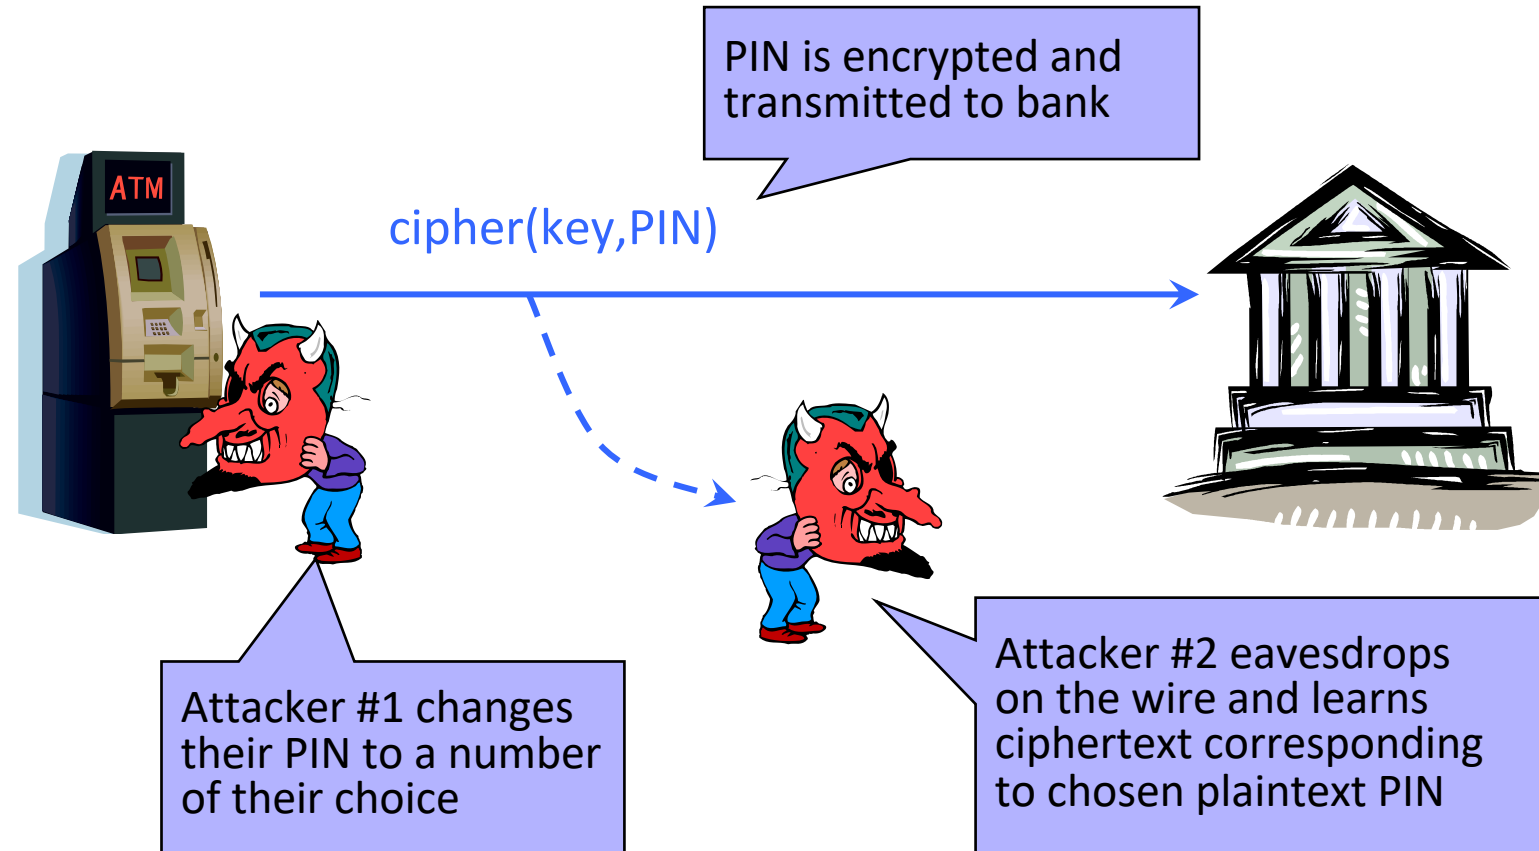 PIN is encrypted and
transmitted to bank
ATM
cipher(key,PIN)
Attacker #1 changes
their PIN to a number
of their choice
Attacker #2 eavesdrops
on the wire and learns
ciphertext corresponding
to chosen plaintext PIN